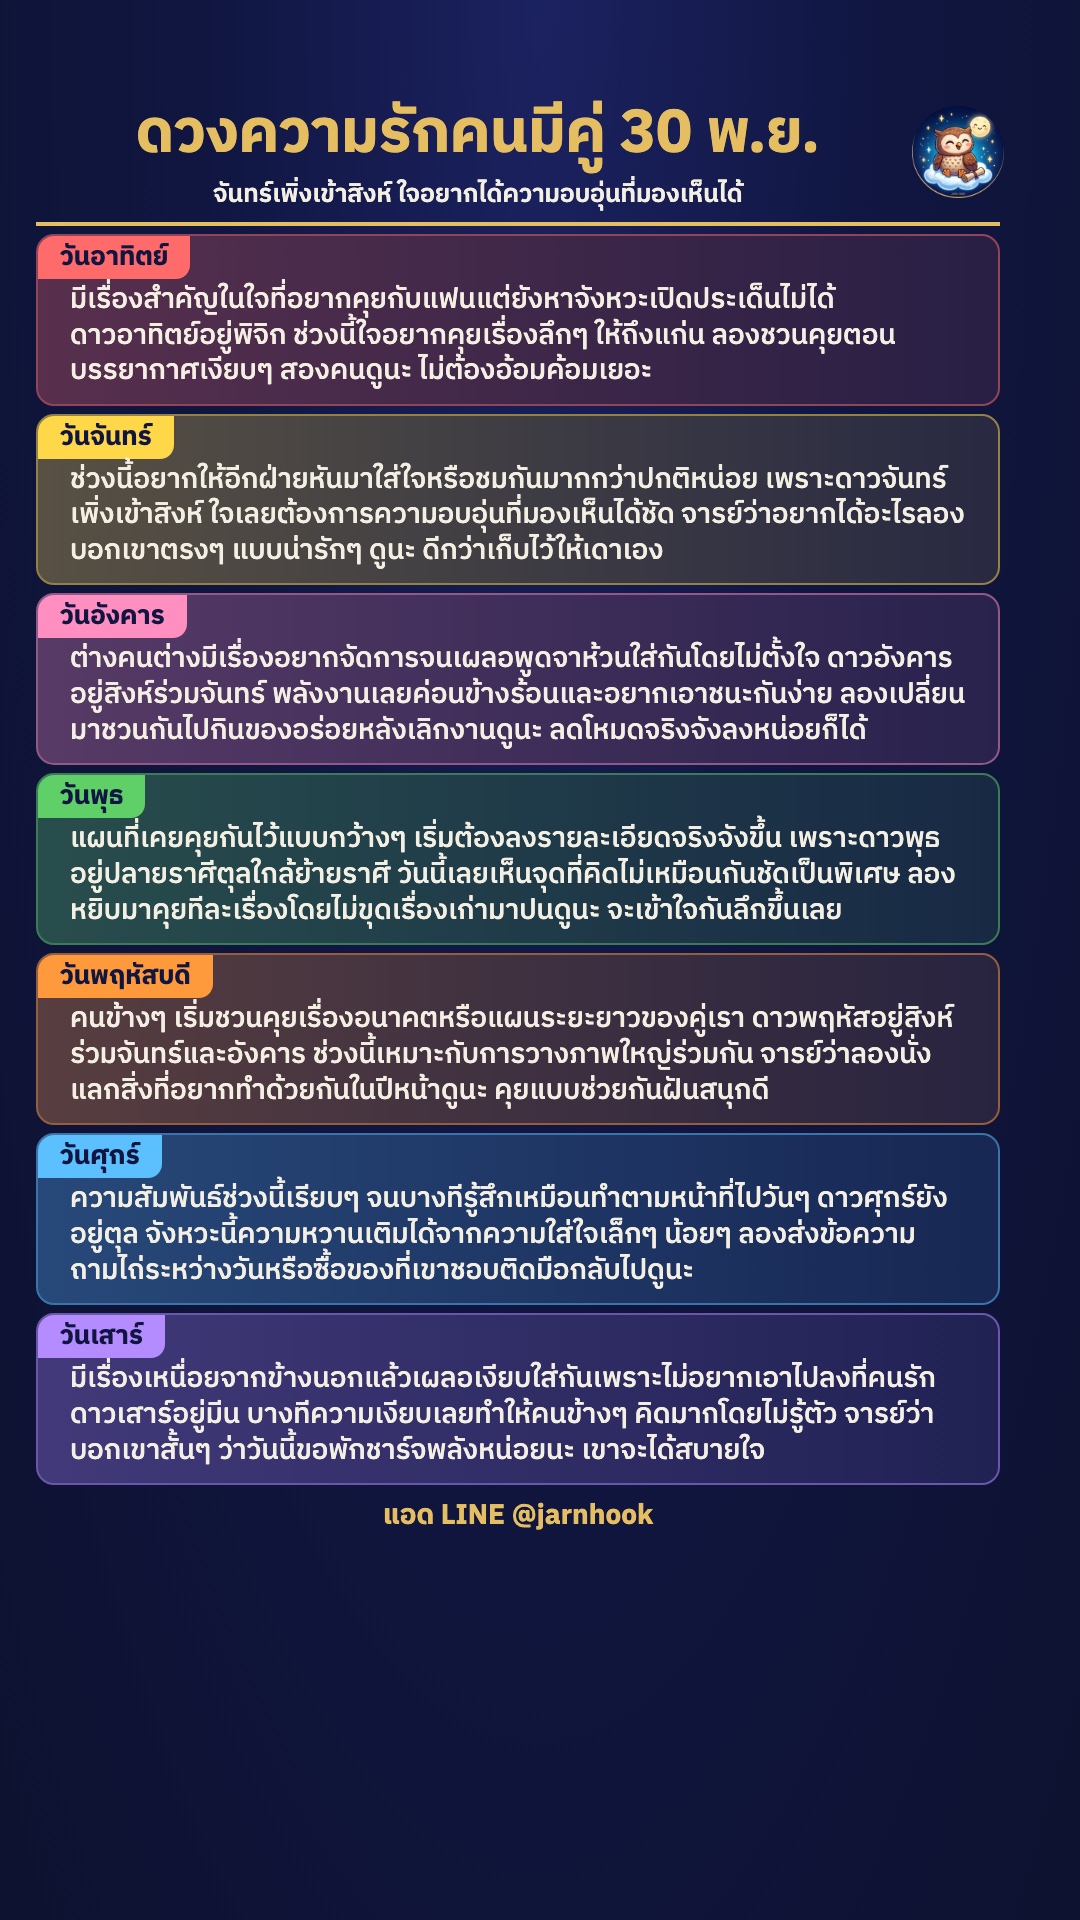 ดวงความรักคนมีคู่ 30 พ.ย.
จันทร์เพิ่งเข้าสิงห์ ใจอยากได้ความอบอุ่นที่มองเห็นได้
วันอาทิตย์
มีเรื่องสำคัญในใจที่อยากคุยกับแฟนแต่ยังหาจังหวะเปิดประเด็นไม่ได้
ดาวอาทิตย์อยู่พิจิก ช่วงนี้ใจอยากคุยเรื่องลึกๆ ให้ถึงแก่น ลองชวนคุยตอน
บรรยากาศเงียบๆ สองคนดูนะ ไม่ต้องอ้อมค้อมเยอะ
วันจันทร์
ช่วงนี้อยากให้อีกฝ่ายหันมาใส่ใจหรือชมกันมากกว่าปกติหน่อย เพราะดาวจันทร์
เพิ่งเข้าสิงห์ ใจเลยต้องการความอบอุ่นที่มองเห็นได้ชัด จารย์ว่าอยากได้อะไรลอง
บอกเขาตรงๆ แบบน่ารักๆ ดูนะ ดีกว่าเก็บไว้ให้เดาเอง
วันอังคาร
ต่างคนต่างมีเรื่องอยากจัดการจนเผลอพูดจาห้วนใส่กันโดยไม่ตั้งใจ ดาวอังคาร
อยู่สิงห์ร่วมจันทร์ พลังงานเลยค่อนข้างร้อนและอยากเอาชนะกันง่าย ลองเปลี่ยน
มาชวนกันไปกินของอร่อยหลังเลิกงานดูนะ ลดโหมดจริงจังลงหน่อยก็ได้
วันพุธ
แผนที่เคยคุยกันไว้แบบกว้างๆ เริ่มต้องลงรายละเอียดจริงจังขึ้น เพราะดาวพุธ
อยู่ปลายราศีตุลใกล้ย้ายราศี วันนี้เลยเห็นจุดที่คิดไม่เหมือนกันชัดเป็นพิเศษ ลอง
หยิบมาคุยทีละเรื่องโดยไม่ขุดเรื่องเก่ามาปนดูนะ จะเข้าใจกันลึกขึ้นเลย
วันพฤหัสบดี
คนข้างๆ เริ่มชวนคุยเรื่องอนาคตหรือแผนระยะยาวของคู่เรา ดาวพฤหัสอยู่สิงห์
ร่วมจันทร์และอังคาร ช่วงนี้เหมาะกับการวางภาพใหญ่ร่วมกัน จารย์ว่าลองนั่ง
แลกสิ่งที่อยากทำด้วยกันในปีหน้าดูนะ คุยแบบช่วยกันฝันสนุกดี
วันศุกร์
ความสัมพันธ์ช่วงนี้เรียบๆ จนบางทีรู้สึกเหมือนทำตามหน้าที่ไปวันๆ ดาวศุกร์ยัง
อยู่ตุล จังหวะนี้ความหวานเติมได้จากความใส่ใจเล็กๆ น้อยๆ ลองส่งข้อความ
ถามไถ่ระหว่างวันหรือซื้อของที่เขาชอบติดมือกลับไปดูนะ
วันเสาร์
มีเรื่องเหนื่อยจากข้างนอกแล้วเผลอเงียบใส่กันเพราะไม่อยากเอาไปลงที่คนรัก
ดาวเสาร์อยู่มีน บางทีความเงียบเลยทำให้คนข้างๆ คิดมากโดยไม่รู้ตัว จารย์ว่า
บอกเขาสั้นๆ ว่าวันนี้ขอพักชาร์จพลังหน่อยนะ เขาจะได้สบายใจ
แอด LINE @jarnhook